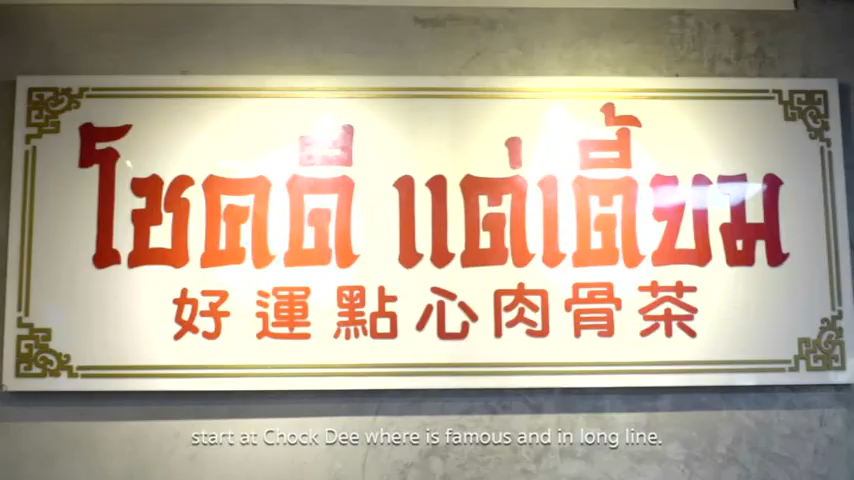 โชคดี แต่เตี้ยม
好運點心肉骨茶
start at Chock Dee where is famous and in long line.